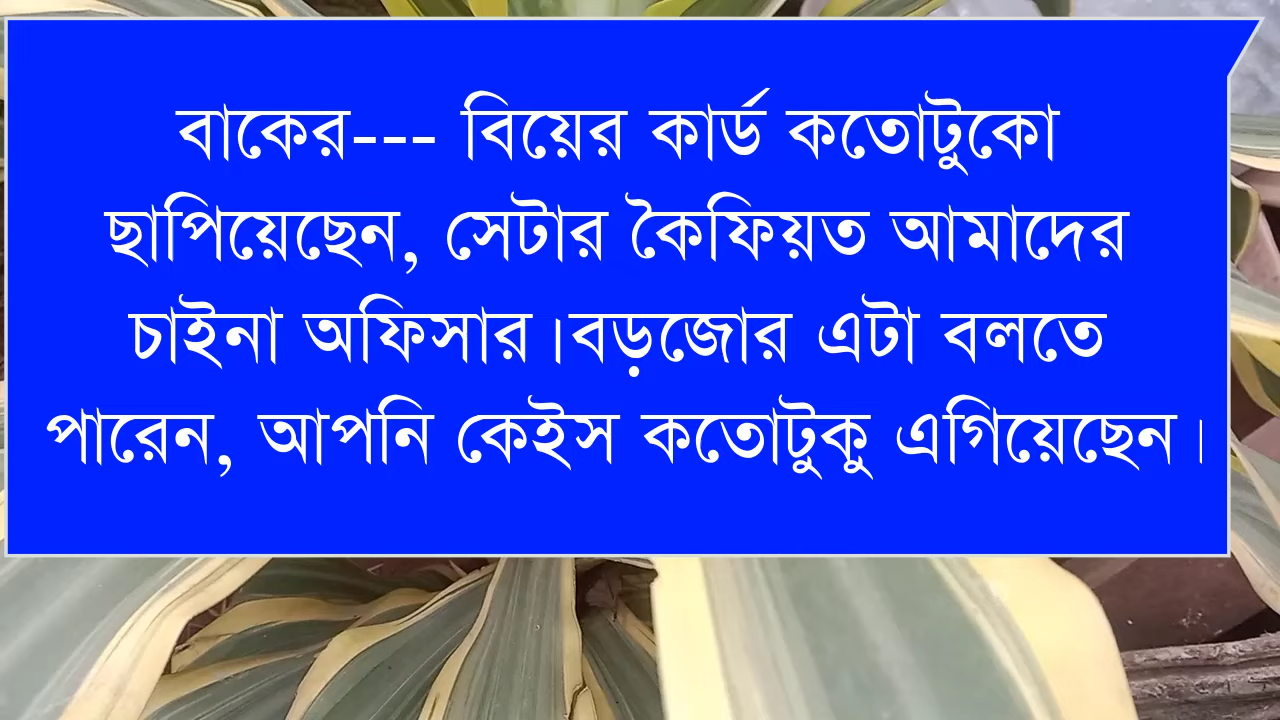 বাকের--- বিয়ের কার্ড কতোটুকো
ছাপিয়েছেন, সেটার কৈফিয়ত আমাদের
চাইনা অফিসার।বড়জোর এটা বলতে
পারেন, আপনি কেইস কতোটুকু এগিয়েছেন।